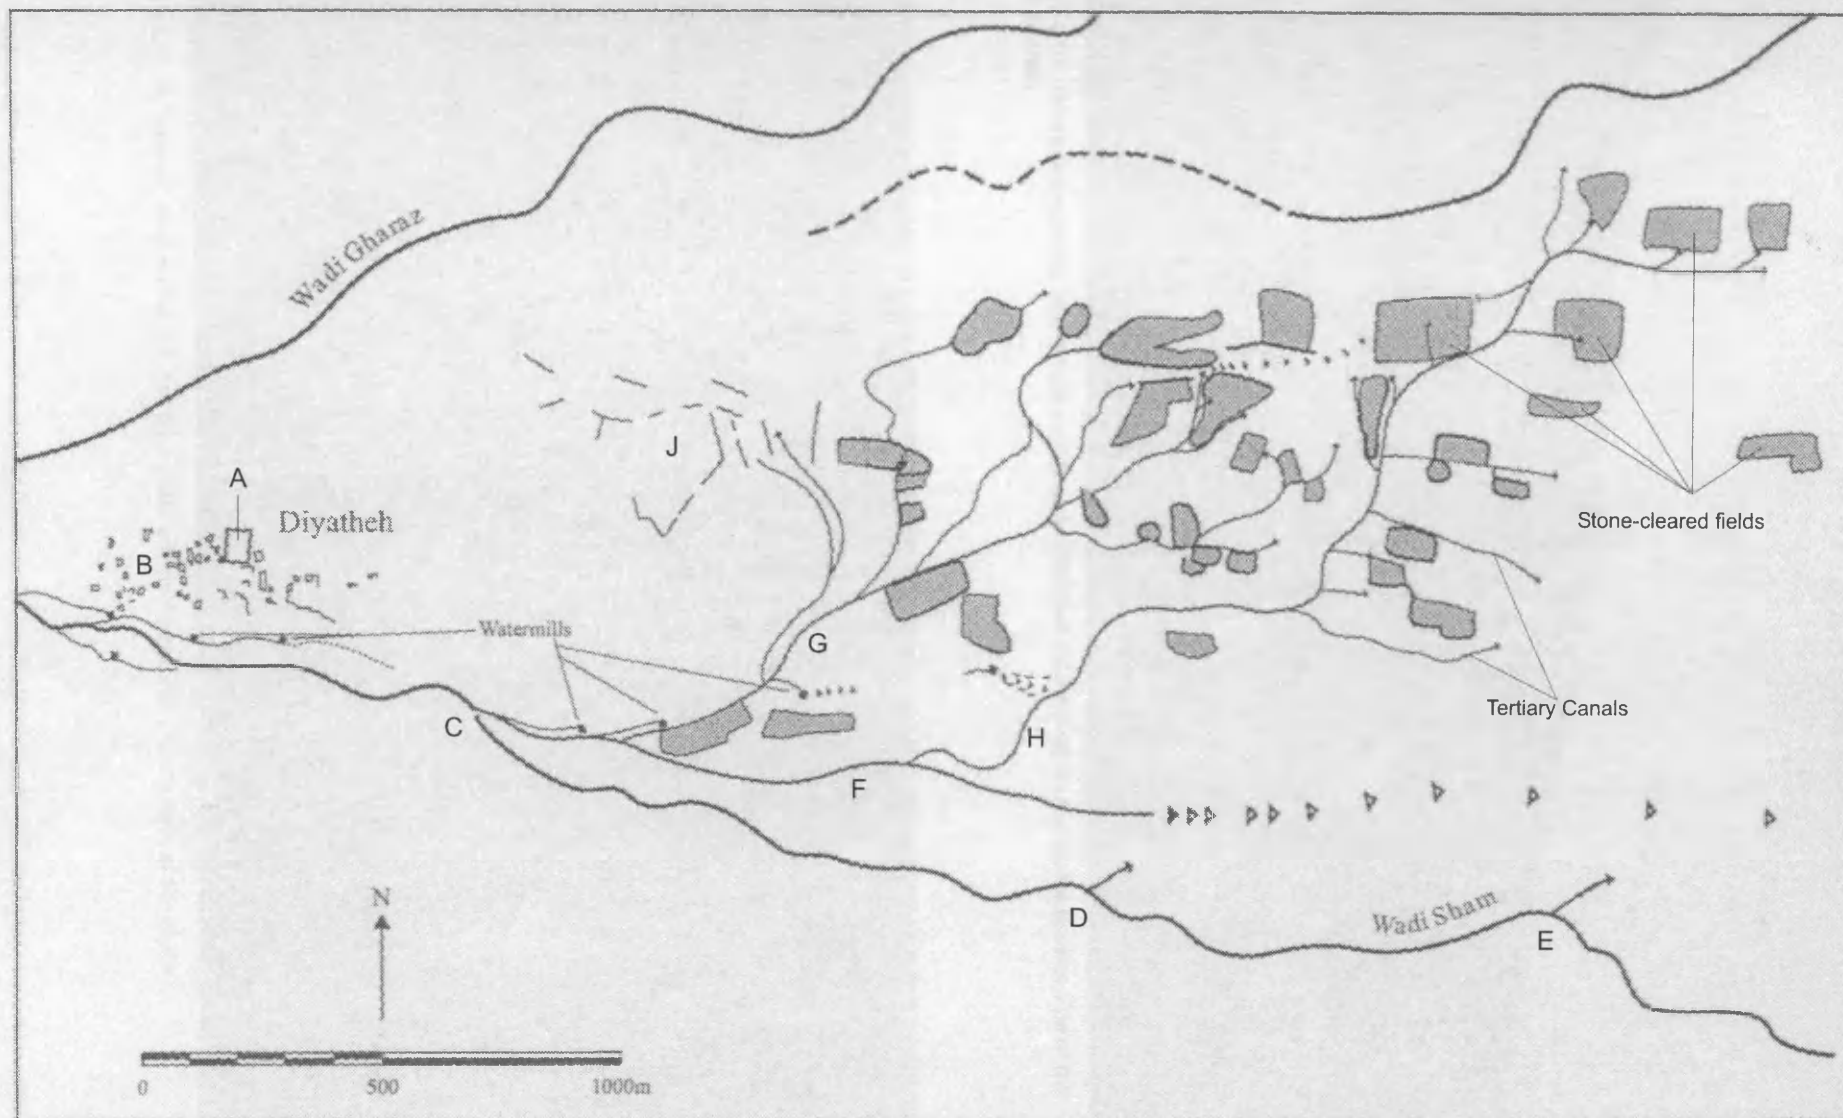 Wadi Gharaz
A
Diyatheh
B
J
Stone-cleared fields
Watermills
G
Tertiary Canals
C
H
F
D
Wadi Sham
E
N
0 500 1000m